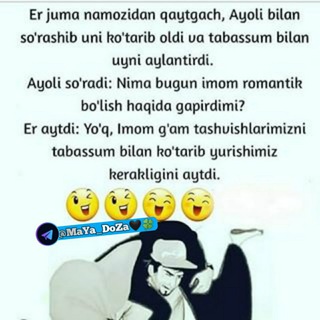 Er juma namozidan qaytgach, Ayoli bilan
so'rashib uni ko'tarib oldi va tabassum bilan
uyni aylantirdi.
Ayoli so'radi: Nima bugun imom romantik
bo'lish haqida gapirdimi?
Er aytdi: Yo'q, Imom g'am tashvishlarimizni
tabassum bilan ko'tarib yurishimiz
kerakligini aytdi.
@MaYa_DoZa